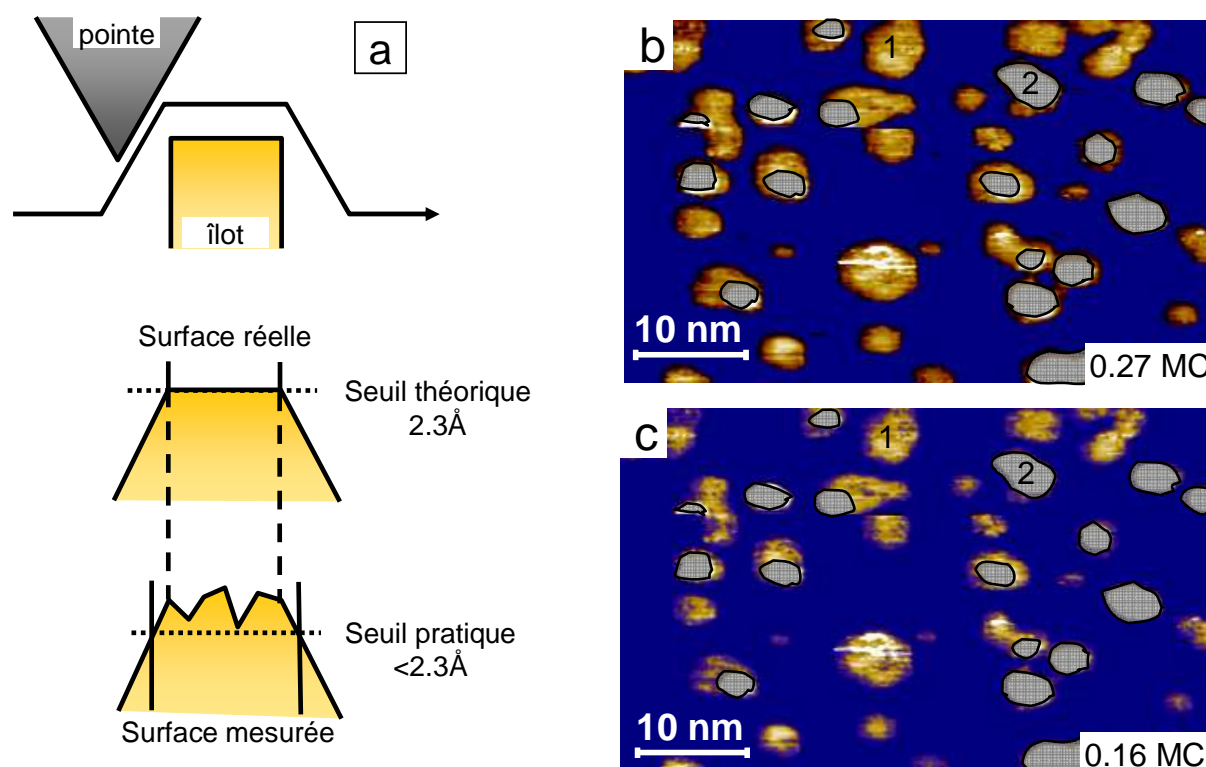 pointe
a
îlot
Surface réelle
Seuil théorique
2.3Å
Seuil pratique
<2.3Å
Surface mesurée
b
1
2
10 nm
0.27 MC
c
1
2
10 nm
0.16 MC